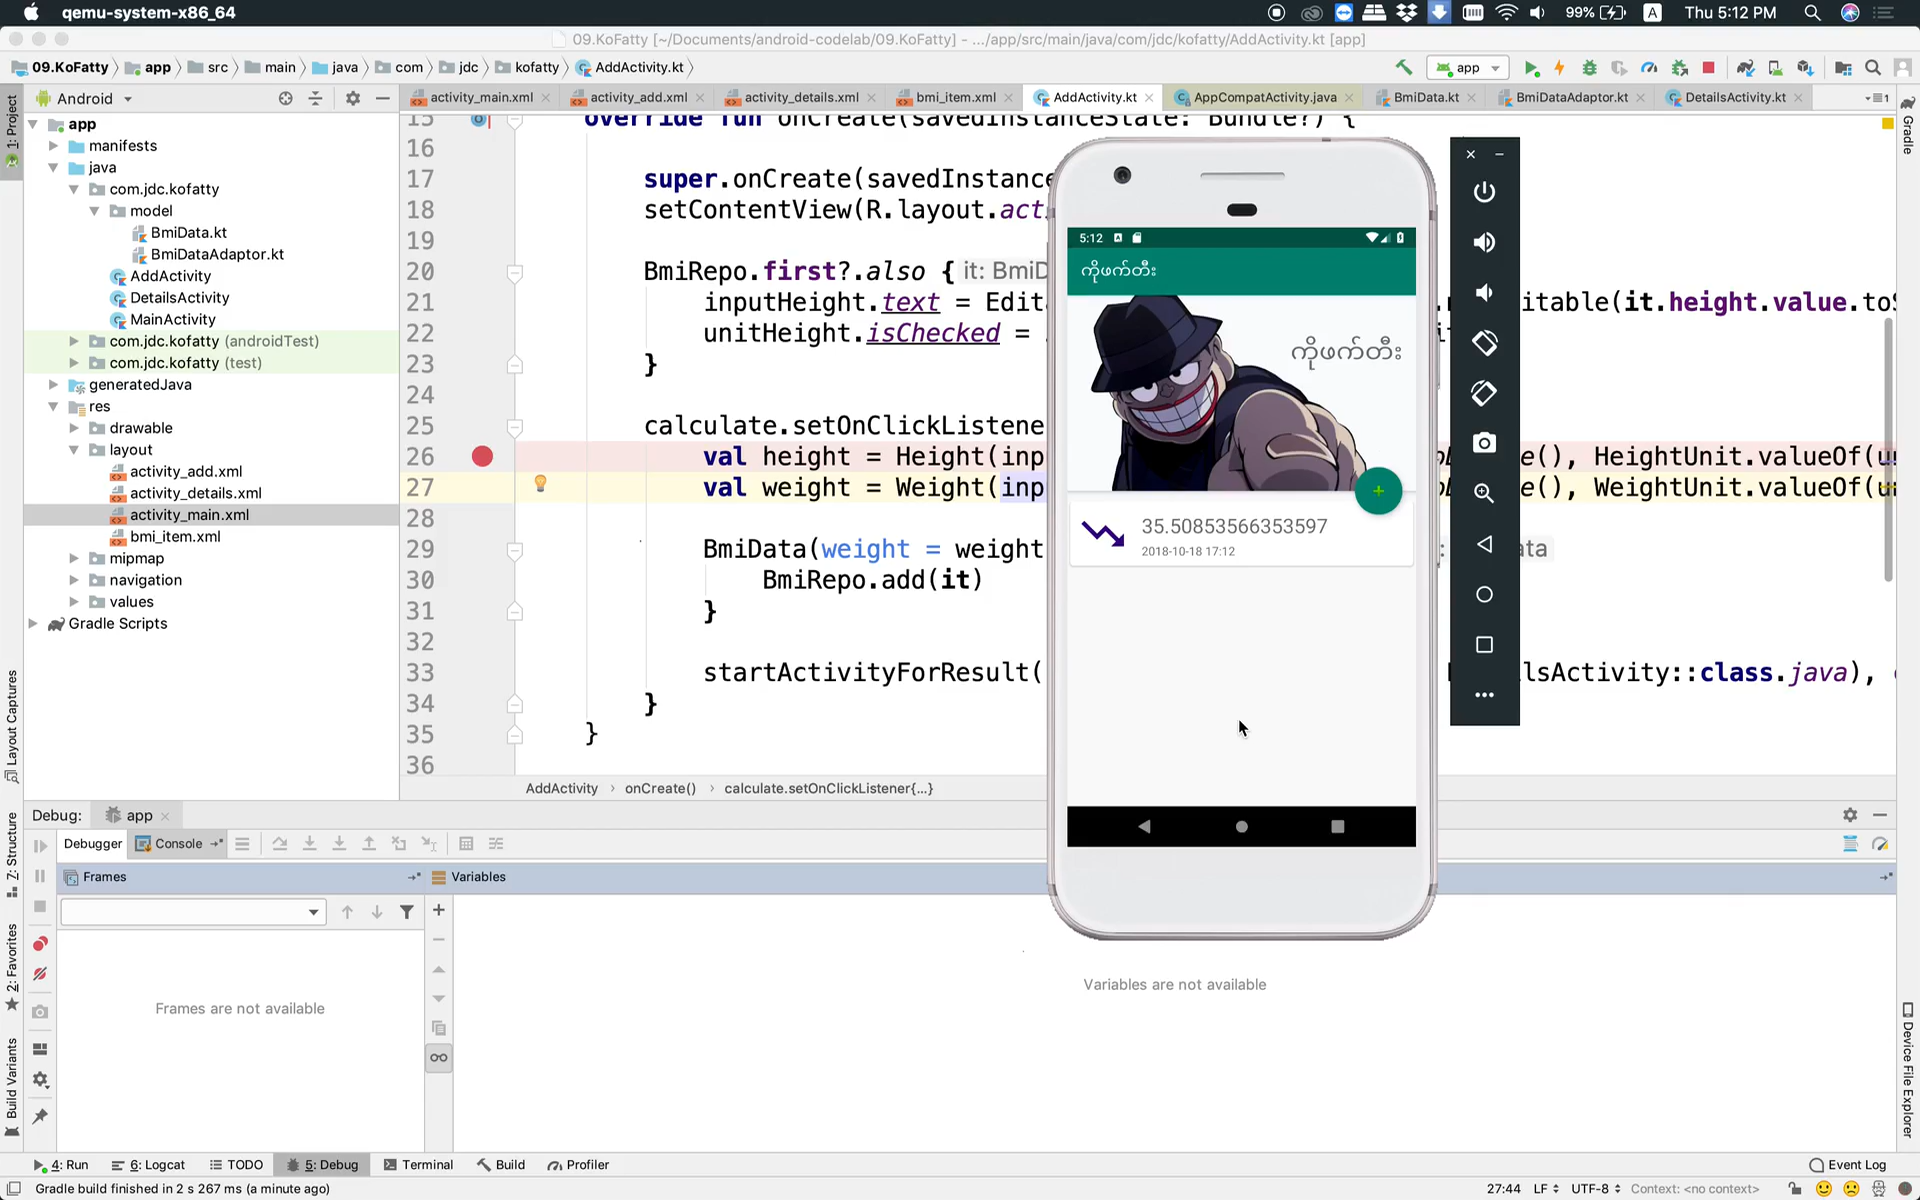 qemu-system-x86_64
99%
A
Thu 5:12 PM
09.KoFatty [~/Documents/android-codelab/09.KoFatty] - .../app/src/main/java/com/jdc/kofatty/AddActivity.kt [app]
09.KoFatty app src main java com jdc kofatty AddActivity.kt
app
1: Project
Android
activity_main.xml activity_add.xml activity_details.xml bmi_item.xml AddActivity.kt AppCompatActivity.java BmiData.kt BmiDataAdaptor.kt DetailsActivity.kt
Gradle
app
manifests
java
com.jdc.kofatty
model
BmiData.kt
BmiDataAdaptor.kt
AddActivity
DetailsActivity
MainActivity
com.jdc.kofatty (androidTest)
com.jdc.kofatty (test)
generatedJava
res
drawable
layout
activity_add.xml
activity_details.xml
activity_main.xml
bmi_item.xml
mipmap
navigation
values
Gradle Scripts
15 override fun onCreate(savedInstanceState: Bundle?) {
16
17 super.onCreate(savedInstance
18 setContentView(R.layout.acti
19
20 BmiRepo.first?.also { it: BmiD
21 inputHeight.text = Edit itable(it.height.value.toS
22 unitHeight.isChecked =
23 }
24
25 calculate.setOnClickListener
26 val height = Height(inp e(), HeightUnit.valueOf(u
27 val weight = Weight(inp e(), WeightUnit.valueOf(u
28
29 BmiData(weight = weight ata
30 BmiRepo.add(it)
31 }
32
33 startActivityForResult( lsActivity::class.java),
34 }
35 }
36
AddActivity onCreate() calculate.setOnClickListener{...}
5:12
ကိုဖက်တီး
ကိုဖက်တီး
35.50853566353597
2018-10-18 17:12
Layout Captures
Z: Structure
2: Favorites
Build Variants
Device File Explorer
Debug: app
Debugger Console
Frames
Variables
Frames are not available
Variables are not available
4: Run 6: Logcat TODO 5: Debug Terminal Build Profiler Event Log
Gradle build finished in 2 s 267 ms (a minute ago)
27:44 LF UTF-8 Context: <no context>